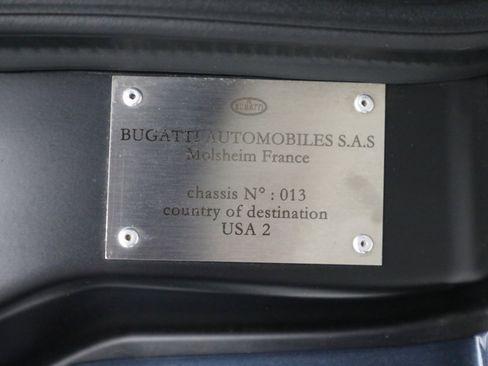 BUGATTI
BUGATTI AUTOMOBILES S.A.S
Molsheim France
chassis N° : 013
country of destination
USA 2